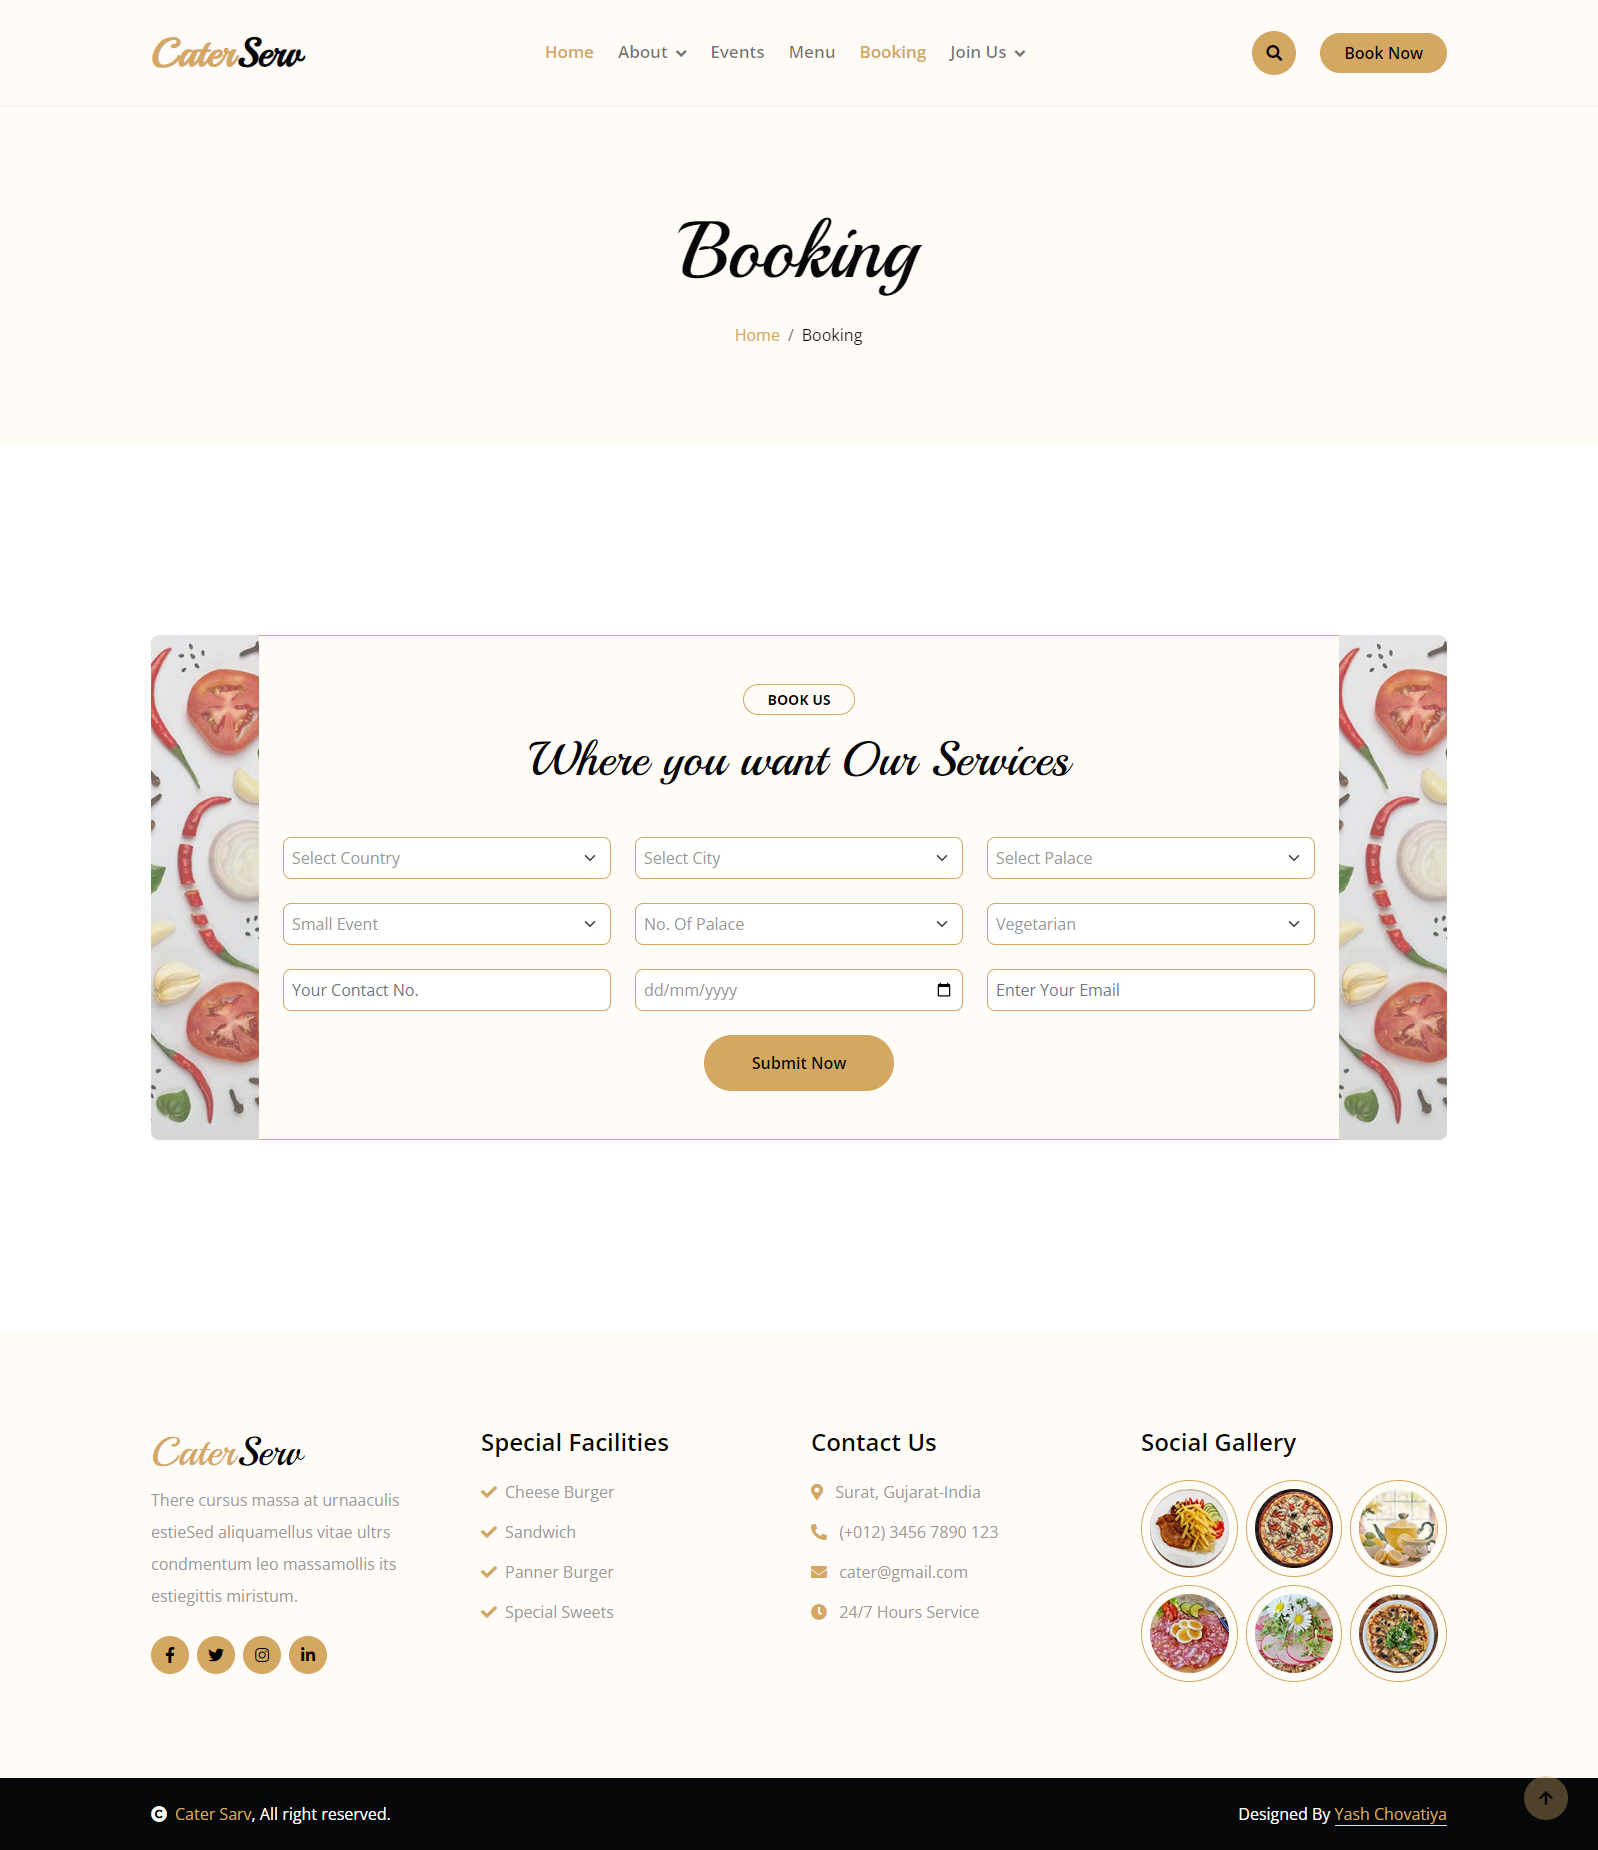 CaterServ
Home About Events Menu Booking Join Us
Book Now
Booking
Home / Booking
BOOK US
Where you want Our Services
Select Country
Select City
Select Palace
Small Event
No. Of Palace
Vegetarian
Your Contact No.
dd/mm/yyyy
Enter Your Email
Submit Now
CaterServ
There cursus massa at urnaaculis
estieSed aliquamellus vitae ultrs
condmentum leo massamollis its
estiegittis miristum.
Special Facilities
Cheese Burger
Sandwich
Panner Burger
Special Sweets
Contact Us
Surat, Gujarat-India
(+012) 3456 7890 123
cater@gmail.com
24/7 Hours Service
Social Gallery
Cater Sarv, All right reserved.
Designed By Yash Chovatiya